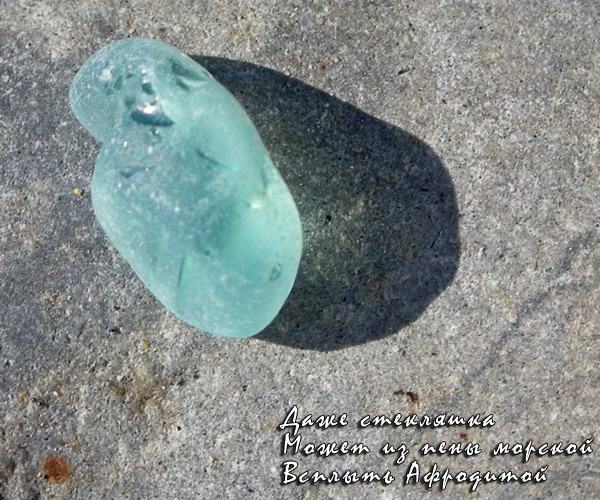 Даже стекляшка
Может из пены морской
Всплыть Афродитой